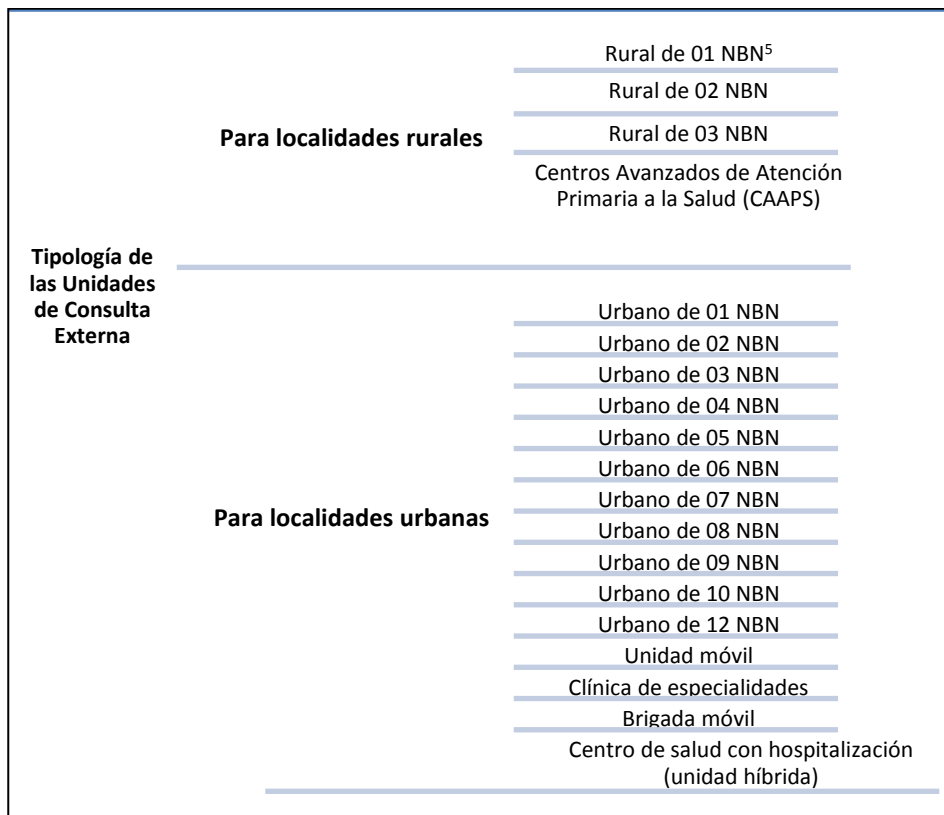 Tipología de
las Unidades
de Consulta
Externa
Para localidades rurales
Rural de 01 NBN⁵
Rural de 02 NBN
Rural de 03 NBN
Centros Avanzados de Atención
Primaria a la Salud (CAAPS)
Para localidades urbanas
Urbano de 01 NBN
Urbano de 02 NBN
Urbano de 03 NBN
Urbano de 04 NBN
Urbano de 05 NBN
Urbano de 06 NBN
Urbano de 07 NBN
Urbano de 08 NBN
Urbano de 09 NBN
Urbano de 10 NBN
Urbano de 12 NBN
Unidad móvil
Clínica de especialidades
Brigada móvil
Centro de salud con hospitalización
(unidad híbrida)